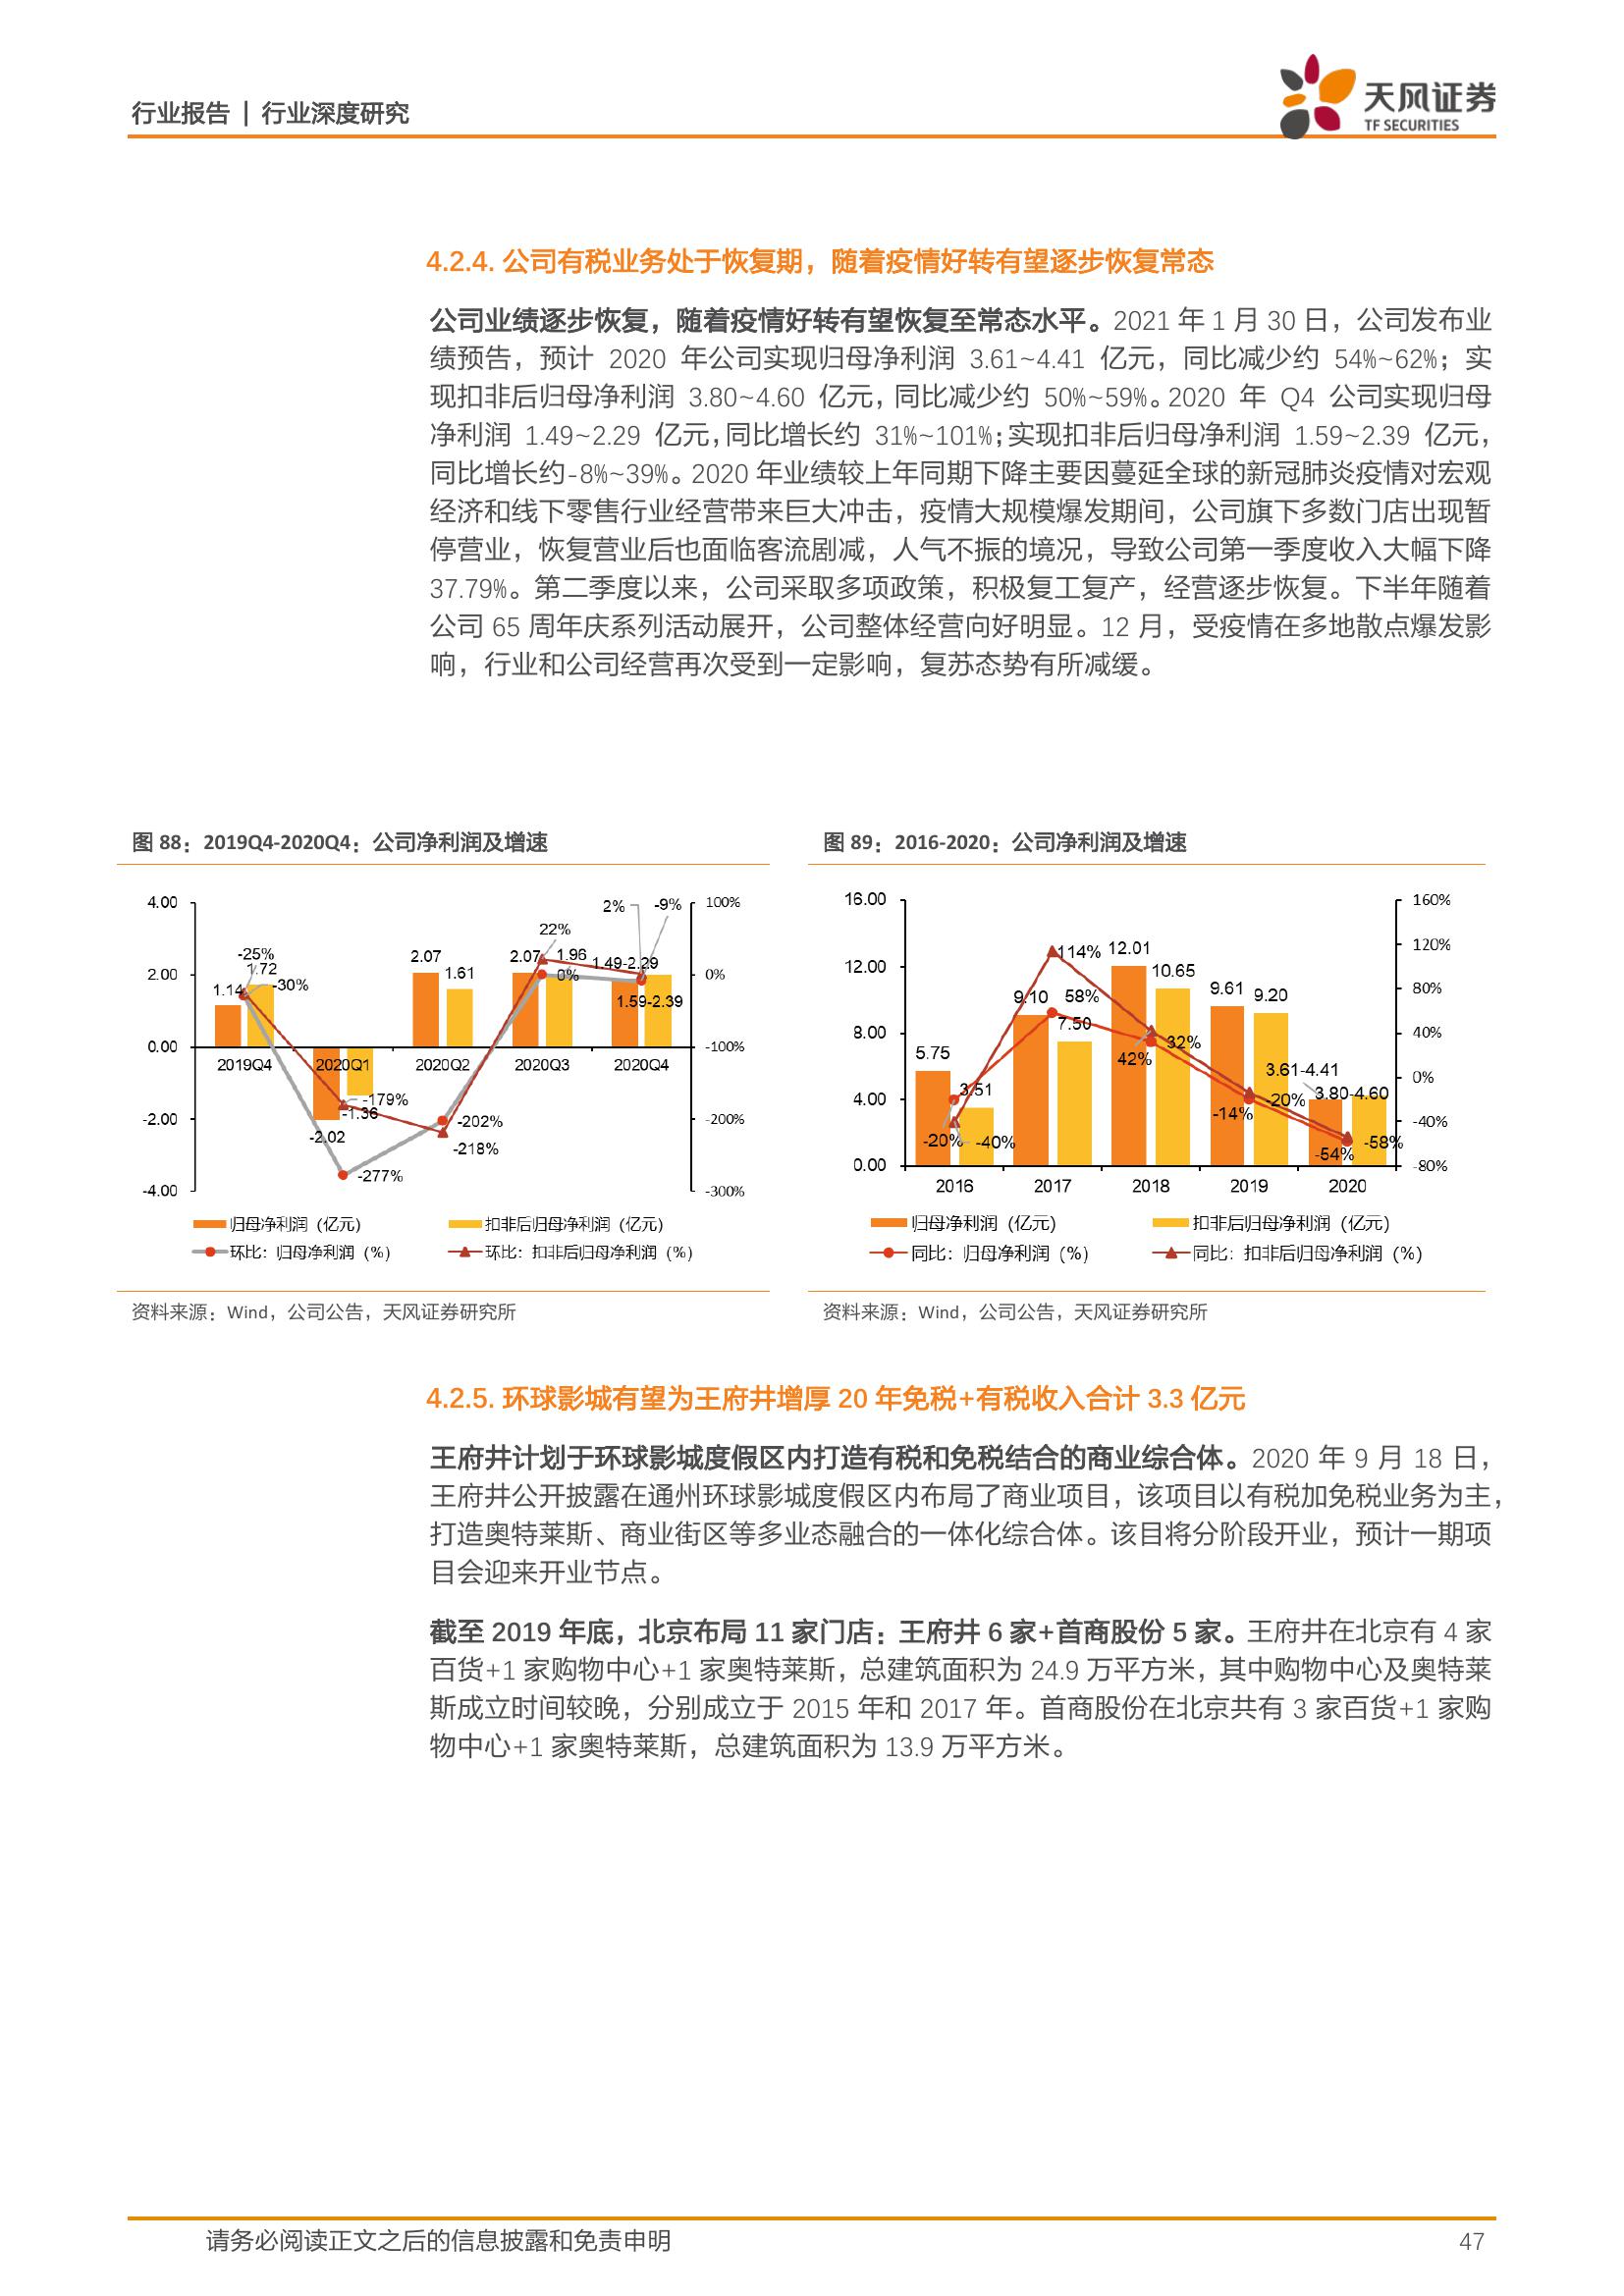 行业报告 | 行业深度研究
天风证券
TF SECURITIES
4.2.4. 公司有税业务处于恢复期，随着疫情好转有望逐步恢复常态
公司业绩逐步恢复，随着疫情好转有望恢复至常态水平。2021 年 1 月 30 日，公司发布业
绩预告，预计 2020 年公司实现归母净利润 3.61~4.41 亿元，同比减少约 54%~62%；实
现扣非后归母净利润 3.80~4.60 亿元，同比减少约 50%~59%。2020 年 Q4 公司实现归母
净利润 1.49~2.29 亿元，同比增长约 31%~101%；实现扣非后归母净利润 1.59~2.39 亿元，
同比增长约-8%~39%。2020 年业绩较上年同期下降主要因蔓延全球的新冠肺炎疫情对宏观
经济和线下零售行业经营带来巨大冲击，疫情大规模爆发期间，公司旗下多数门店出现暂
停营业，恢复营业后也面临客流剧减，人气不振的境况，导致公司第一季度收入大幅下降
37.79%。第二季度以来，公司采取多项政策，积极复工复产，经营逐步恢复。下半年随着
公司 65 周年庆系列活动展开，公司整体经营向好明显。12 月，受疫情在多地散点爆发影
响，行业和公司经营再次受到一定影响，复苏态势有所减缓。
图 88：2019Q4-2020Q4：公司净利润及增速
4.00
2.00
0.00
-2.00
-4.00
100%
0%
-100%
-200%
-300%
-25%
1.72
1.14
-30%
-2.02
-1.36
-179%
-277%
2.07
1.61
-202%
-218%
22%
2.07
1.96
0%
2%
-9%
1.49-2.29
1.59-2.39
2019Q4
2020Q1
2020Q2
2020Q3
2020Q4
归母净利润（亿元）
扣非后归母净利润（亿元）
环比：归母净利润（%）
环比：扣非后归母净利润（%）
资料来源：Wind，公司公告，天风证券研究所
图 89：2016-2020：公司净利润及增速
16.00
12.00
8.00
4.00
0.00
160%
120%
80%
40%
0%
-40%
-80%
5.75
3.51
-20%
-40%
114%
9.10
58%
7.50
12.01
10.65
42%
32%
9.61
9.20
-14%
-20%
3.61-4.41
3.80-4.60
-54%
-58%
2016
2017
2018
2019
2020
归母净利润（亿元）
扣非后归母净利润（亿元）
同比：归母净利润（%）
同比：扣非后归母净利润（%）
资料来源：Wind，公司公告，天风证券研究所
4.2.5. 环球影城有望为王府井增厚 20 年免税+有税收入合计 3.3 亿元
王府井计划于环球影城度假区内打造有税和免税结合的商业综合体。2020 年 9 月 18 日，
王府井公开披露在通州环球影城度假区内布局了商业项目，该项目以有税加免税业务为主，
打造奥特莱斯、商业街区等多业态融合的一体化综合体。该目将分阶段开业，预计一期项
目会迎来开业节点。
截至 2019 年底，北京布局 11 家门店：王府井 6 家+首商股份 5 家。王府井在北京有 4 家
百货+1 家购物中心+1 家奥特莱斯，总建筑面积为 24.9 万平方米，其中购物中心及奥特莱
斯成立时间较晚，分别成立于 2015 年和 2017 年。首商股份在北京共有 3 家百货+1 家购
物中心+1 家奥特莱斯，总建筑面积为 13.9 万平方米。
请务必阅读正文之后的信息披露和免责申明
47